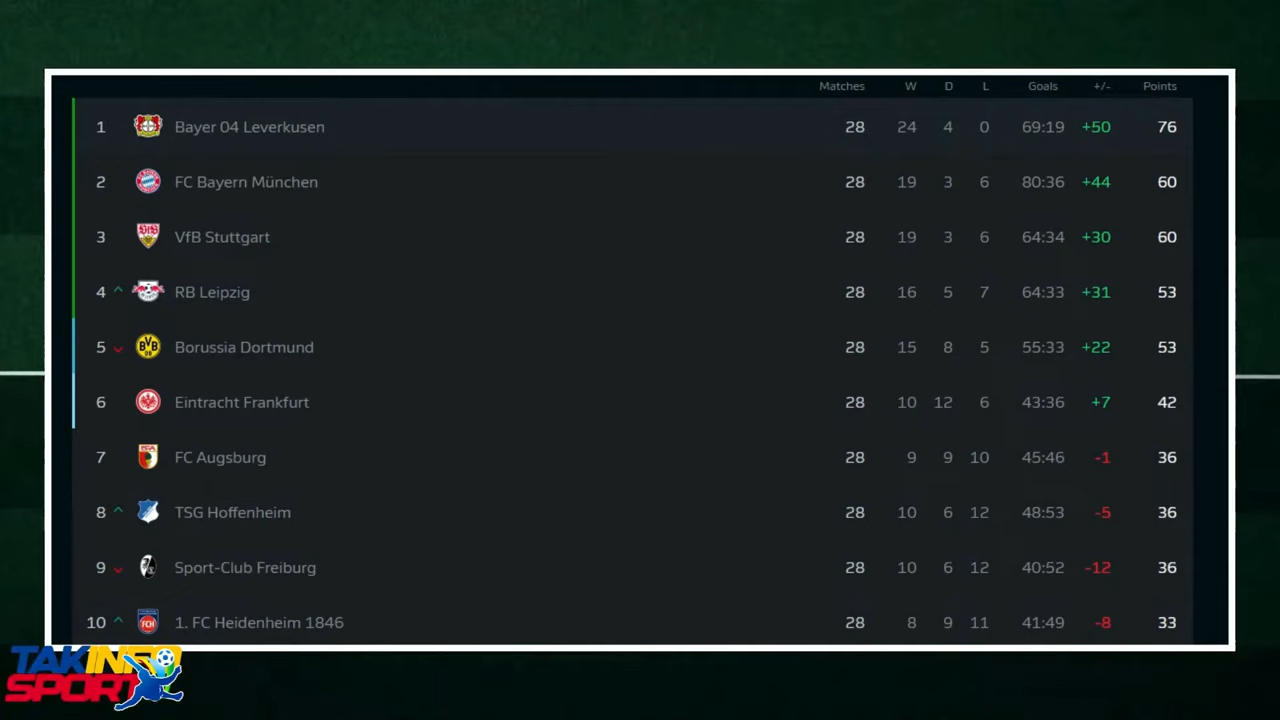 Matches W D L Goals +/- Points
1 Bayer 04 Leverkusen 28 24 4 0 69:19 +50 76
2 FC Bayern München 28 19 3 6 80:36 +44 60
3 VfB Stuttgart 28 19 3 6 64:34 +30 60
4 RB Leipzig 28 16 5 7 64:33 +31 53
5 BVB 09 Borussia Dortmund 28 15 8 5 55:33 +22 53
6 Eintracht Frankfurt 28 10 12 6 43:36 +7 42
7 FCA FC Augsburg 28 9 9 10 45:46 -1 36
8 TSG Hoffenheim 28 10 6 12 48:53 -5 36
9 Sport-Club Freiburg 28 10 6 12 40:52 -12 36
10 FCH 1. FC Heidenheim 1846 28 8 9 11 41:49 -8 33
TAKINFO
SPORT